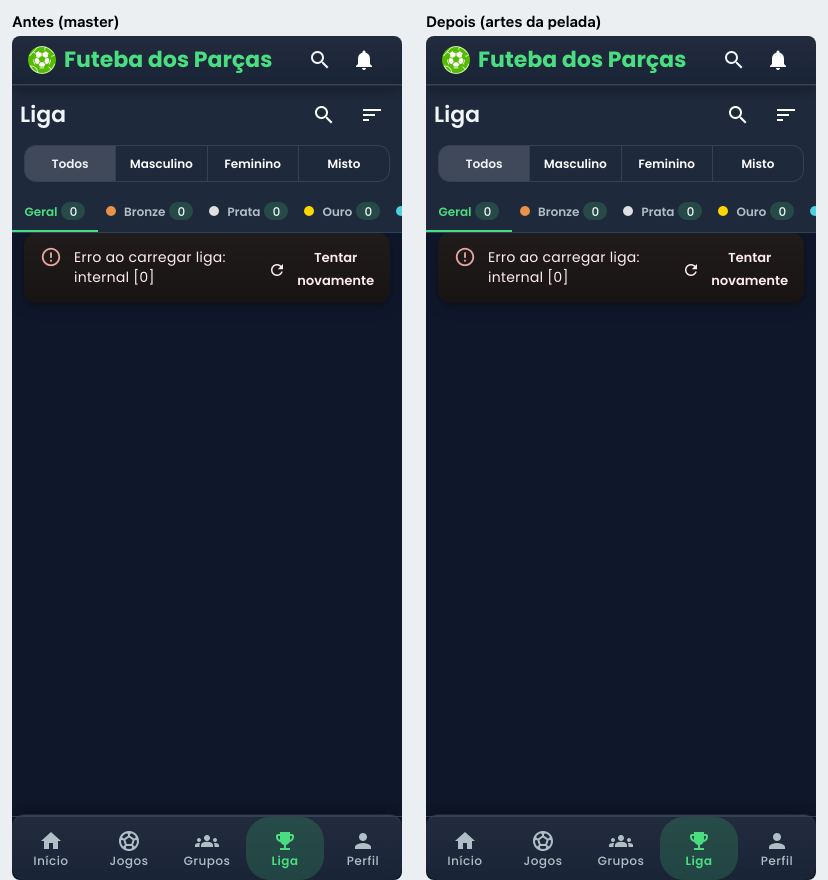 Antes (master)
Futeba dos Parças
Liga
Todos Masculino Feminino Misto
Geral 0 Bronze 0 Prata 0 Ouro 0
Erro ao carregar liga:
internal [0]
Tentar
novamente
Início Jogos Grupos Liga Perfil
Depois (artes da pelada)
Futeba dos Parças
Liga
Todos Masculino Feminino Misto
Geral 0 Bronze 0 Prata 0 Ouro 0
Erro ao carregar liga:
internal [0]
Tentar
novamente
Início Jogos Grupos Liga Perfil